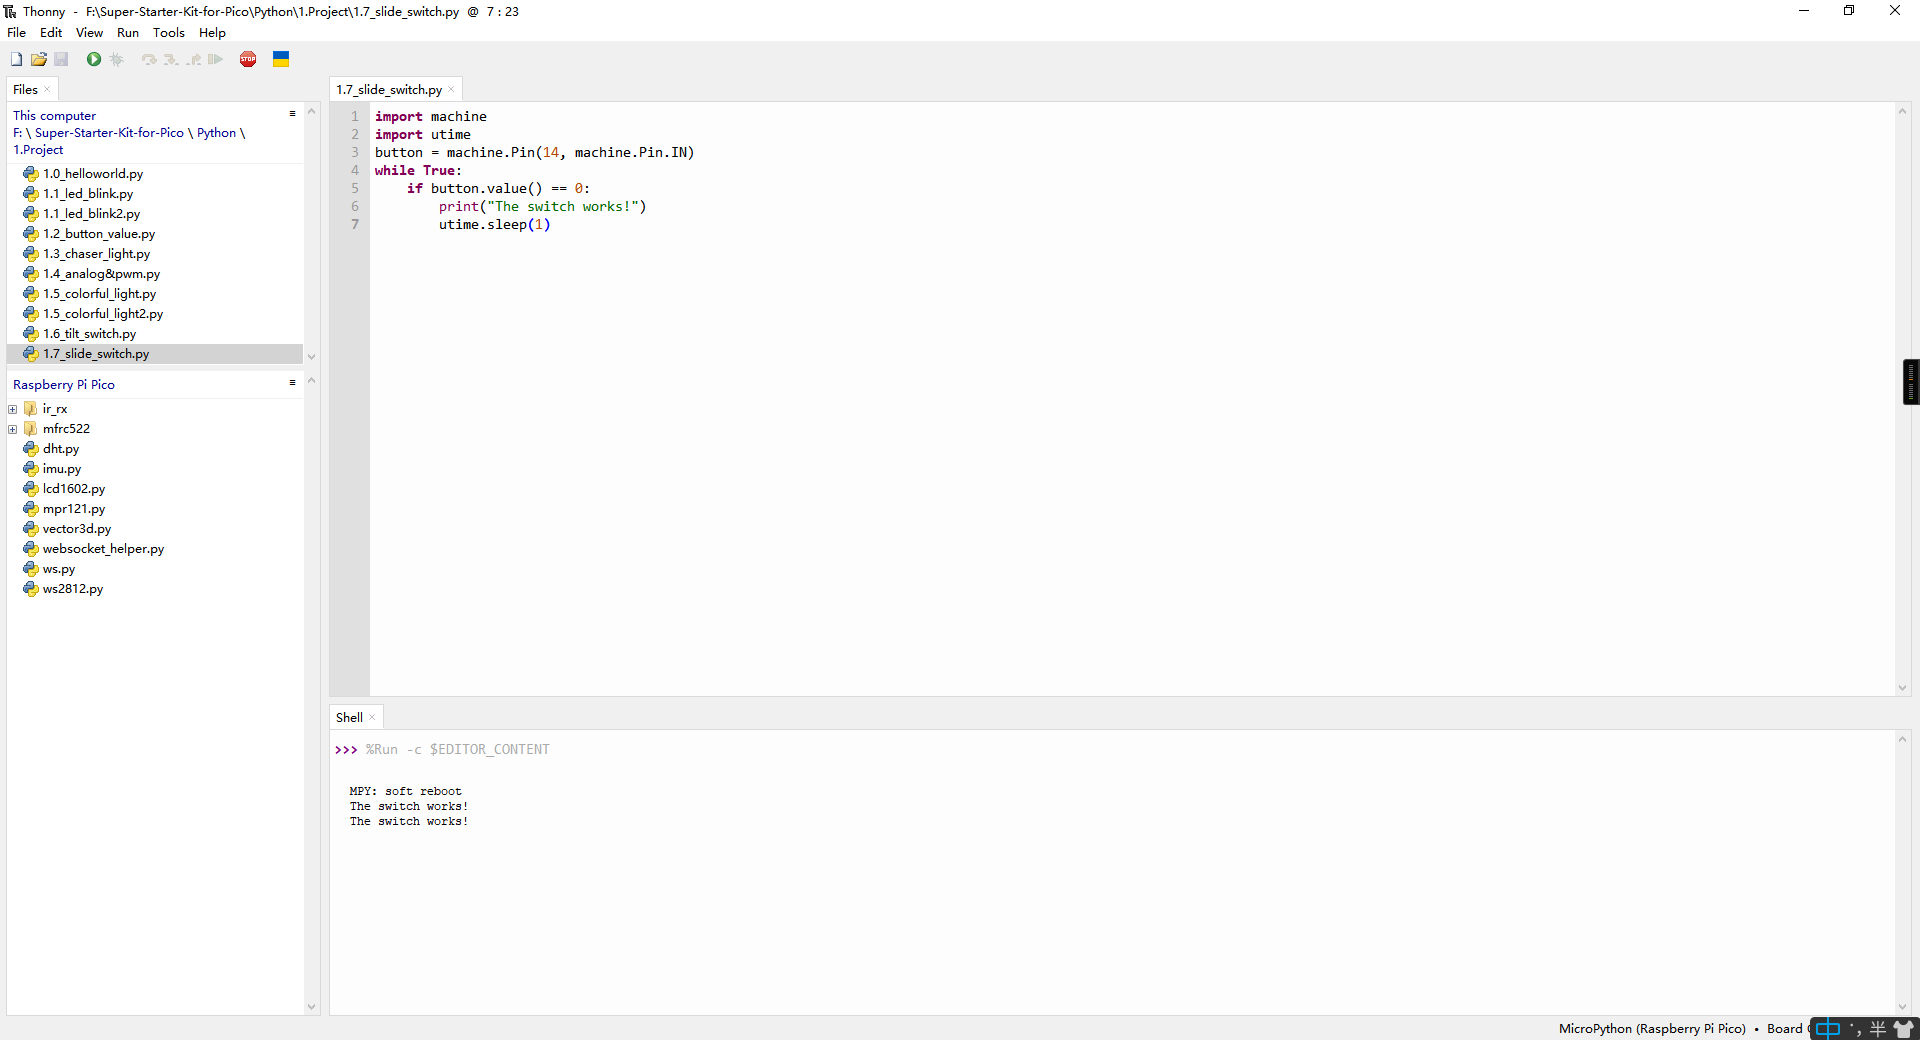 Thonny - F:\Super-Starter-Kit-for-Pico\Python\1.Project\1.7_slide_switch.py @ 7 : 23
File Edit View Run Tools Help
STOP
Files
This computer
F: \ Super-Starter-Kit-for-Pico \ Python \
1.Project
1.0_helloworld.py
1.1_led_blink.py
1.1_led_blink2.py
1.2_button_value.py
1.3_chaser_light.py
1.4_analog&pwm.py
1.5_colorful_light.py
1.5_colorful_light2.py
1.6_tilt_switch.py
1.7_slide_switch.py
Raspberry Pi Pico
ir_rx
mfrc522
dht.py
imu.py
lcd1602.py
mpr121.py
vector3d.py
websocket_helper.py
ws.py
ws2812.py
1.7_slide_switch.py
1 import machine
2 import utime
3 button = machine.Pin(14, machine.Pin.IN)
4 while True:
5     if button.value() == 0:
6         print("The switch works!")
7         utime.sleep(1)
Shell
>>> %Run -c $EDITOR_CONTENT
MPY: soft reboot
The switch works!
The switch works!
MicroPython (Raspberry Pi Pico) • Board
中 半